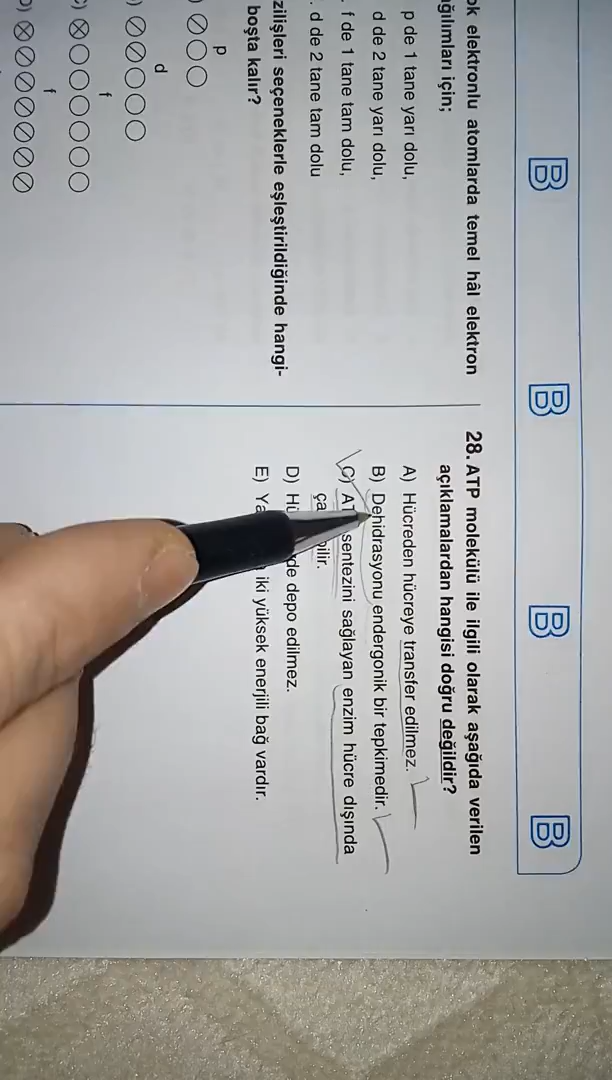 B B B B
ok elektronlu atomlarda temel hâl elektron
ağılımları için;
p de 1 tane yarı dolu,
d de 2 tane yarı dolu,
. f de 1 tane tam dolu,
. d de 2 tane tam dolu
zilişleri seçeneklerle eşleştirildiğinde hangi-
boşta kalır?
p
)
d
)
f
C)
f
D)
28. ATP molekülü ile ilgili olarak aşağıda verilen
açıklamalardan hangisi doğru değildir?
A) Hücreden hücreye transfer edilmez.
B) Dehidrasyonu endergonik bir tepkimedir.
C) AT sentezini sağlayan enzim hücre dışında
ça bilir.
D) Hü de depo edilmez.
E) Ya iki yüksek enerjili bağ vardır.